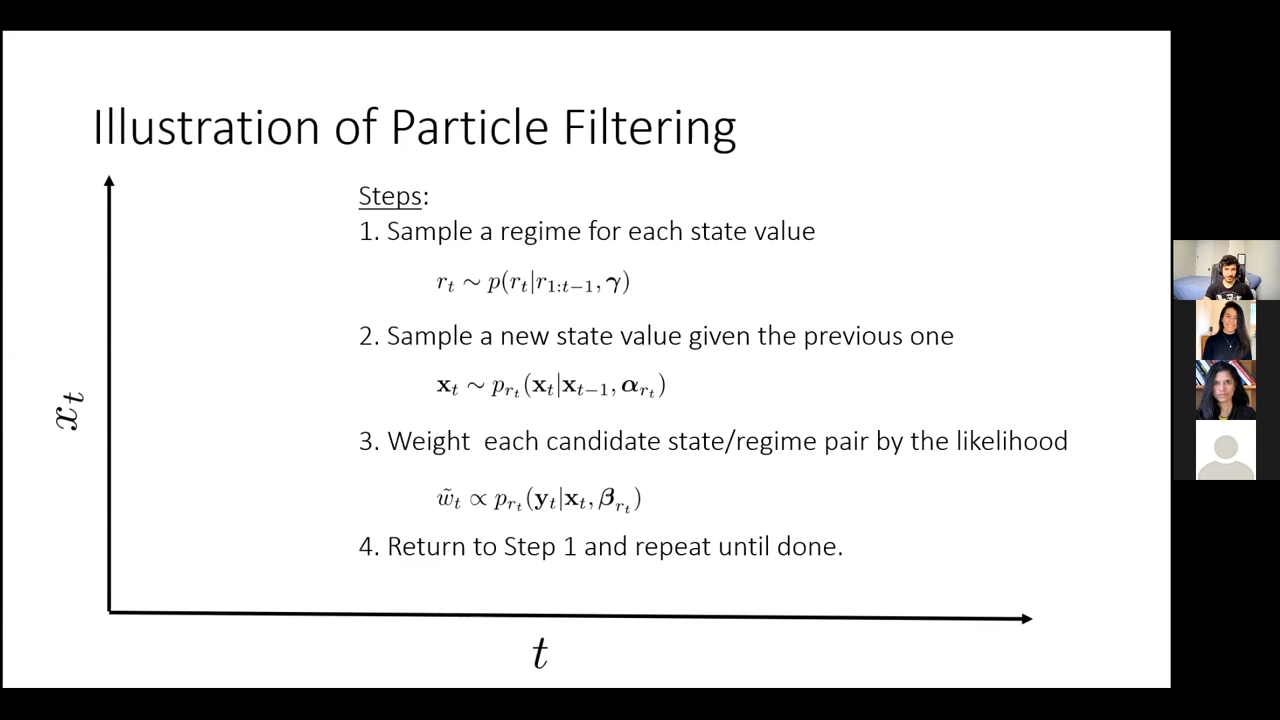 Illustration of Particle Filtering
Steps:
1. Sample a regime for each state value
r_t ∼ p(r_t|r_{1:t−1}, γ)
2. Sample a new state value given the previous one
x_t ∼ p_{r_t}(x_t|x_{t−1}, α_{r_t})
3. Weight each candidate state/regime pair by the likelihood
w̃_t ∝ p_{r_t}(y_t|x_t, β_{r_t})
4. Return to Step 1 and repeat until done.
x_t
t